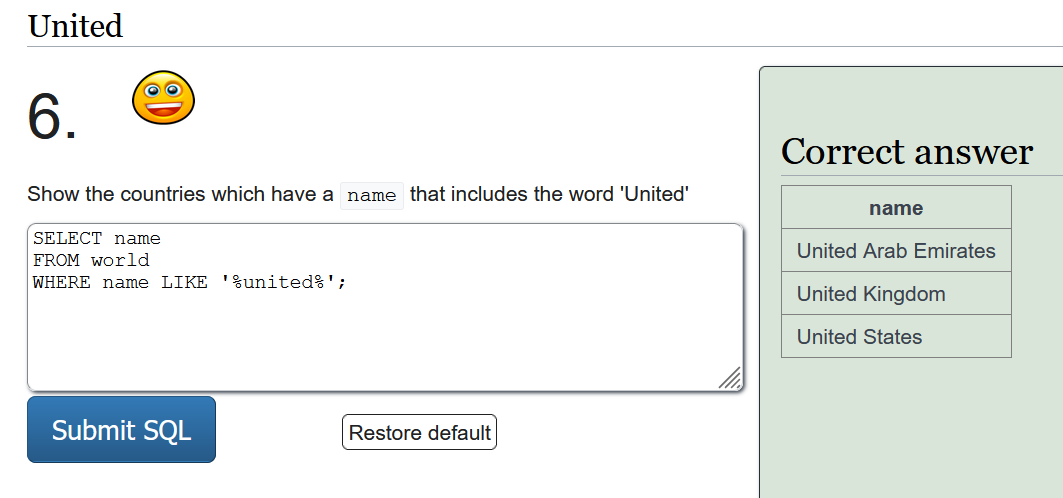 United
6.
Show the countries which have a name that includes the word 'United'
SELECT name
FROM world
WHERE name LIKE '%united%';
Submit SQL
Restore default
Correct answer
name
United Arab Emirates
United Kingdom
United States